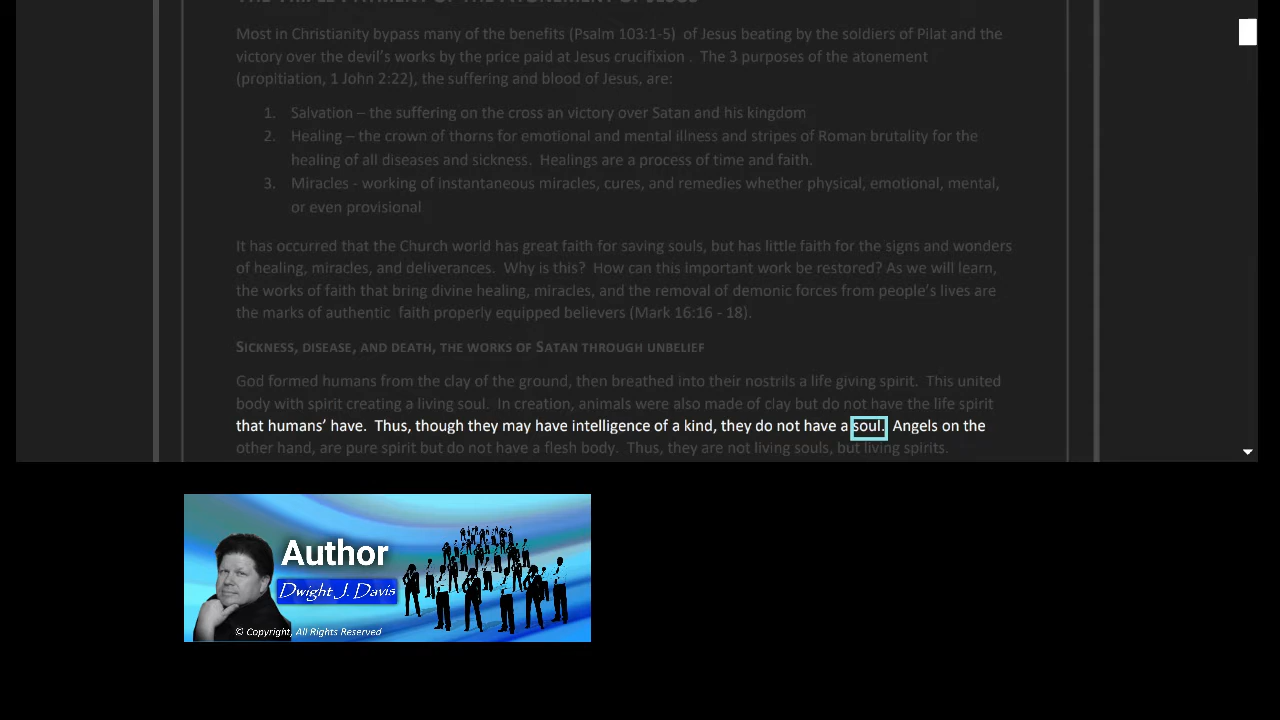 THE TRIPLE PAYMENT OF THE ATONEMENT OF JESUS
Most in Christianity bypass many of the benefits (Psalm 103:1-5)  of Jesus beating by the soldiers of Pilat and the
victory over the devil's works by the price paid at Jesus crucifixion .  The 3 purposes of the atonement
(propitiation, 1 John 2:22), the suffering and blood of Jesus, are:
1. Salvation – the suffering on the cross an victory over Satan and his kingdom
2. Healing – the crown of thorns for emotional and mental illness and stripes of Roman brutality for the
healing of all diseases and sickness.  Healings are a process of time and faith.
3. Miracles - working of instantaneous miracles, cures, and remedies whether physical, emotional, mental,
or even provisional
It has occurred that the Church world has great faith for saving souls, but has little faith for the signs and wonders
of healing, miracles, and deliverances.  Why is this?  How can this important work be restored? As we will learn,
the works of faith that bring divine healing, miracles, and the removal of demonic forces from people's lives are
the marks of authentic  faith properly equipped believers (Mark 16:16 - 18).
SICKNESS, DISEASE, AND DEATH, THE WORKS OF SATAN THROUGH UNBELIEF
God formed humans from the clay of the ground, then breathed into their nostrils a life giving spirit.  This united
body with spirit creating a living soul.  In creation, animals were also made of clay but do not have the life spirit
that humans' have.  Thus, though they may have intelligence of a kind, they do not have a soul.  Angels on the
other hand, are pure spirit but do not have a flesh body.  Thus, they are not living souls, but living spirits.
Author
Dwight J. Davis
© Copyright, All Rights Reserved